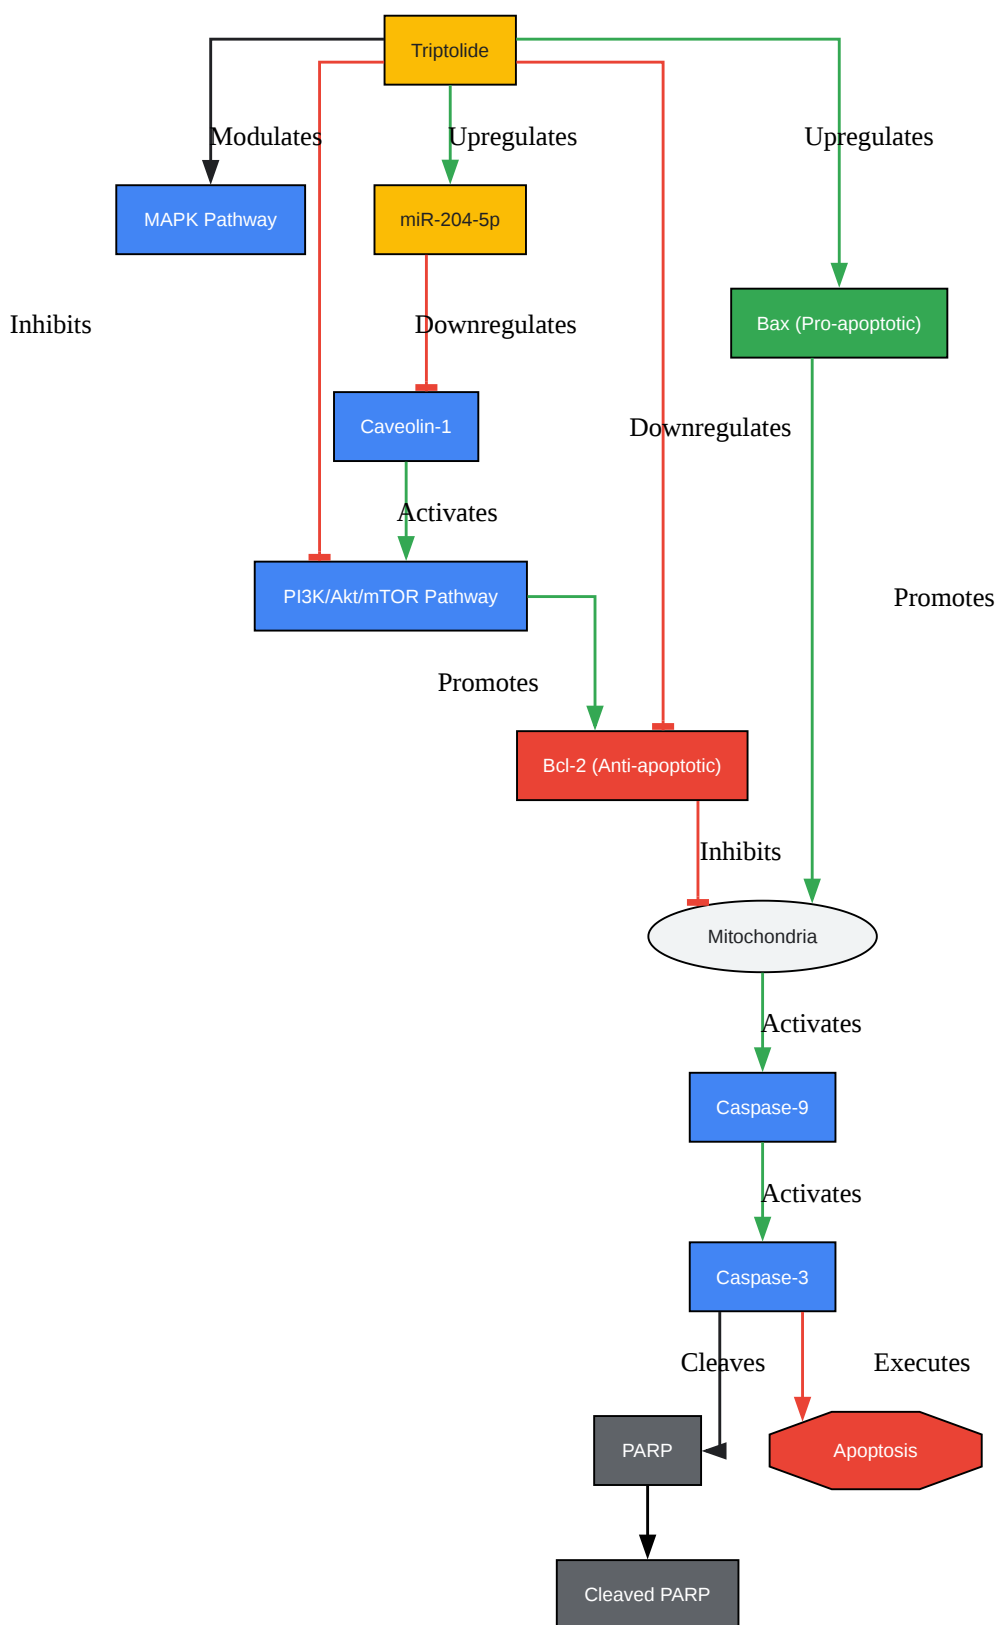 Triptolide
Modulates
Upregulates
Upregulates
MAPK Pathway
miR-204-5p
Inhibits
Downregulates
Bax (Pro-apoptotic)
Caveolin-1
Downregulates
Activates
PI3K/Akt/mTOR Pathway
Promotes
Promotes
Bcl-2 (Anti-apoptotic)
Inhibits
Mitochondria
Activates
Caspase-9
Activates
Caspase-3
Cleaves
Executes
PARP
Apoptosis
Cleaved PARP